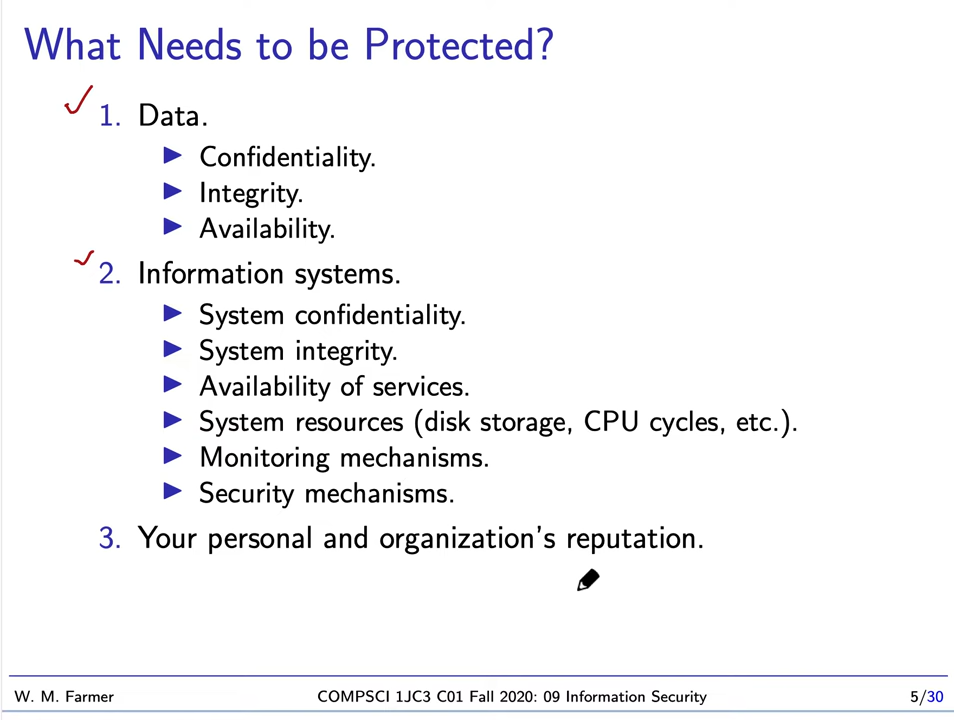 What Needs to be Protected?
1. Data.
▶ Confidentiality.
▶ Integrity.
▶ Availability.
2. Information systems.
▶ System confidentiality.
▶ System integrity.
▶ Availability of services.
▶ System resources (disk storage, CPU cycles, etc.).
▶ Monitoring mechanisms.
▶ Security mechanisms.
3. Your personal and organization's reputation.
W. M. Farmer COMPSCI 1JC3 C01 Fall 2020: 09 Information Security 5/30